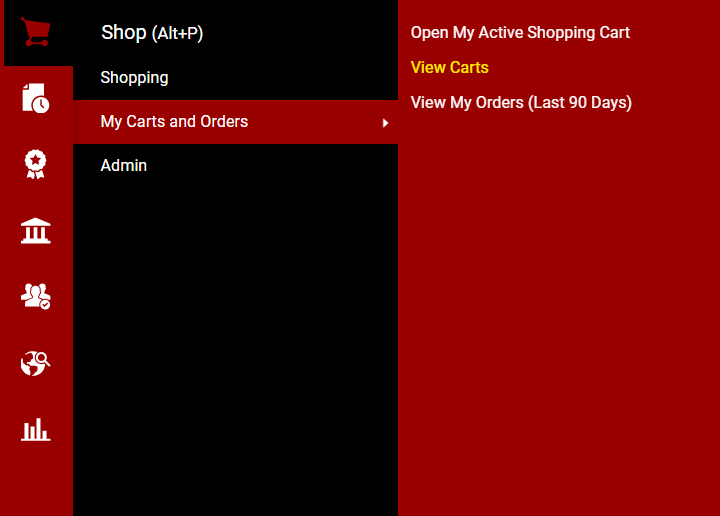 Shop (Alt+P)
Shopping
My Carts and Orders
Admin
Open My Active Shopping Cart
View Carts
View My Orders (Last 90 Days)